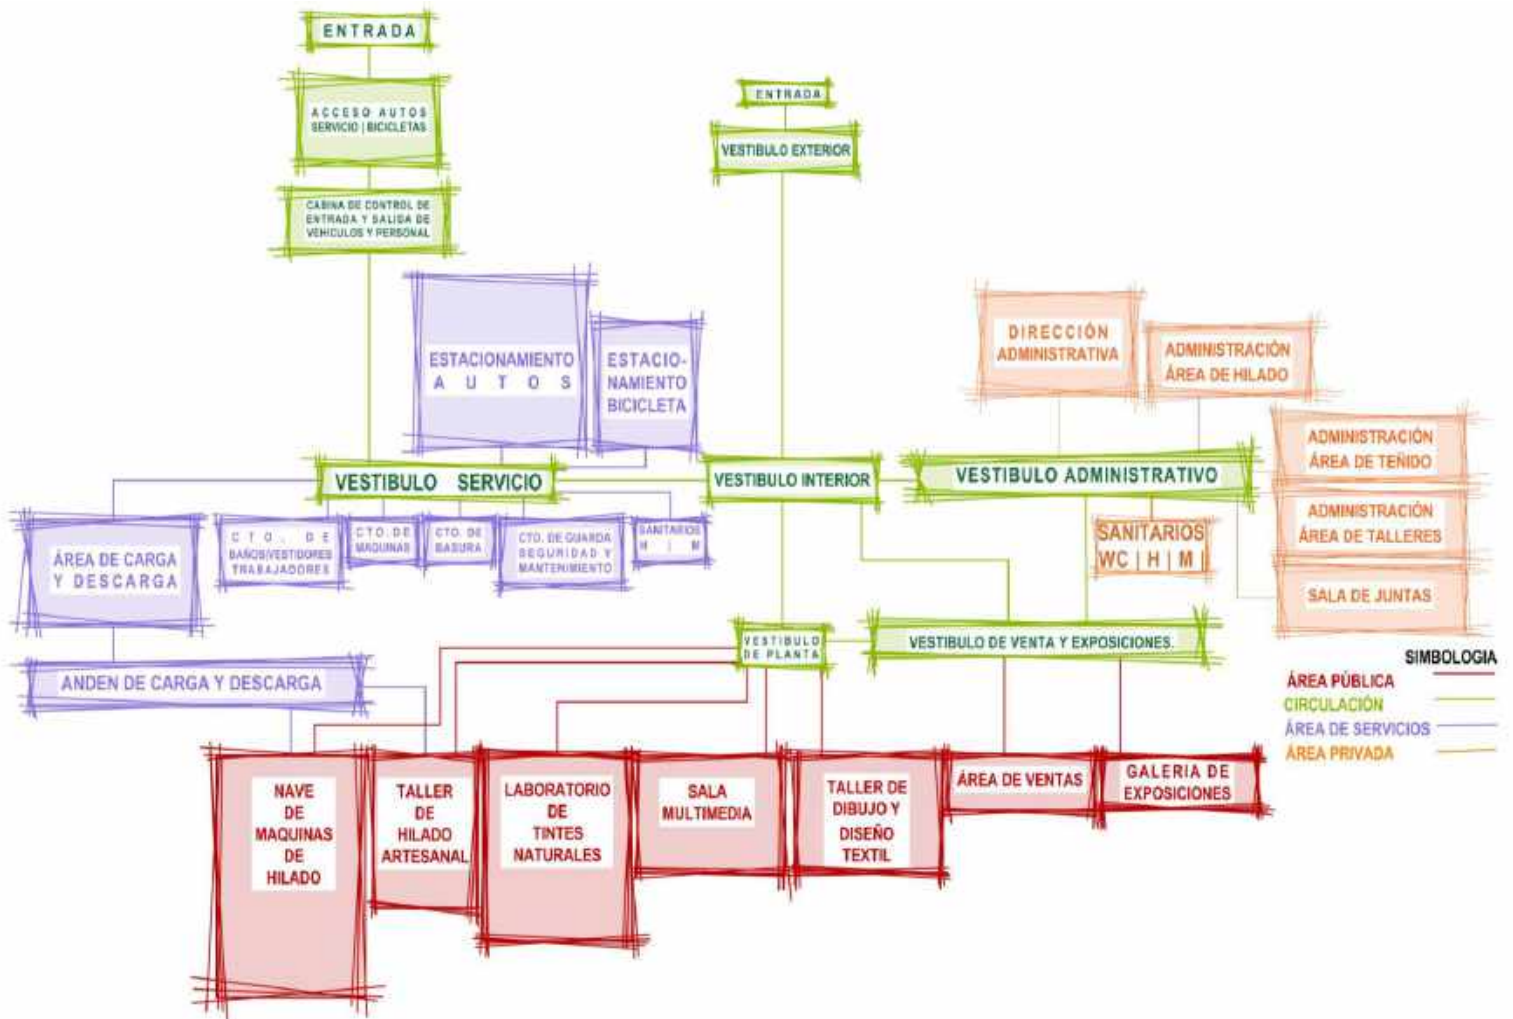 ENTRADA
ACCESO AUTOS
SERVICIO | BICICLETAS
CABINA DE CONTROL DE
ENTRADA Y SALIDA DE
VEHICULOS Y PERSONAL
ENTRADA
VESTIBULO EXTERIOR
ESTACIONAMIENTO
AUTOS
ESTACIO-
NAMIENTO
BICICLETA
DIRECCIÓN
ADMINISTRATIVA
ADMINISTRACIÓN
ÁREA DE HILADO
ADMINISTRACIÓN
ÁREA DE TEÑIDO
ADMINISTRACIÓN
ÁREA DE TALLERES
SALA DE JUNTAS
VESTIBULO SERVICIO
VESTIBULO INTERIOR
VESTIBULO ADMINISTRATIVO
SANITARIOS
WC | H | M |
ÁREA DE CARGA
Y DESCARGA
CTO. DE
BAÑOS/VESTIDORES
TRABAJADORES
CTO. DE
MAQUINAS
CTO. DE
BASURA
CTO. DE GUARDA
SEGURIDAD Y
MANTENIMIENTO
SANITARIOS
H | M
VESTIBULO
DE PLANTA
VESTIBULO DE VENTA Y EXPOSICIONES.
ANDEN DE CARGA Y DESCARGA
SIMBOLOGIA
ÁREA PÚBLICA
CIRCULACIÓN
ÁREA DE SERVICIOS
ÁREA PRIVADA
NAVE
DE
MAQUINAS
DE
HILADO
TALLER
DE
HILADO
ARTESANAL
LABORATORIO
DE
TINTES
NATURALES
SALA
MULTIMEDIA
TALLER DE
DIBUJO Y
DISEÑO
TEXTIL
ÁREA DE VENTAS
GALERIA DE
EXPOSICIONES